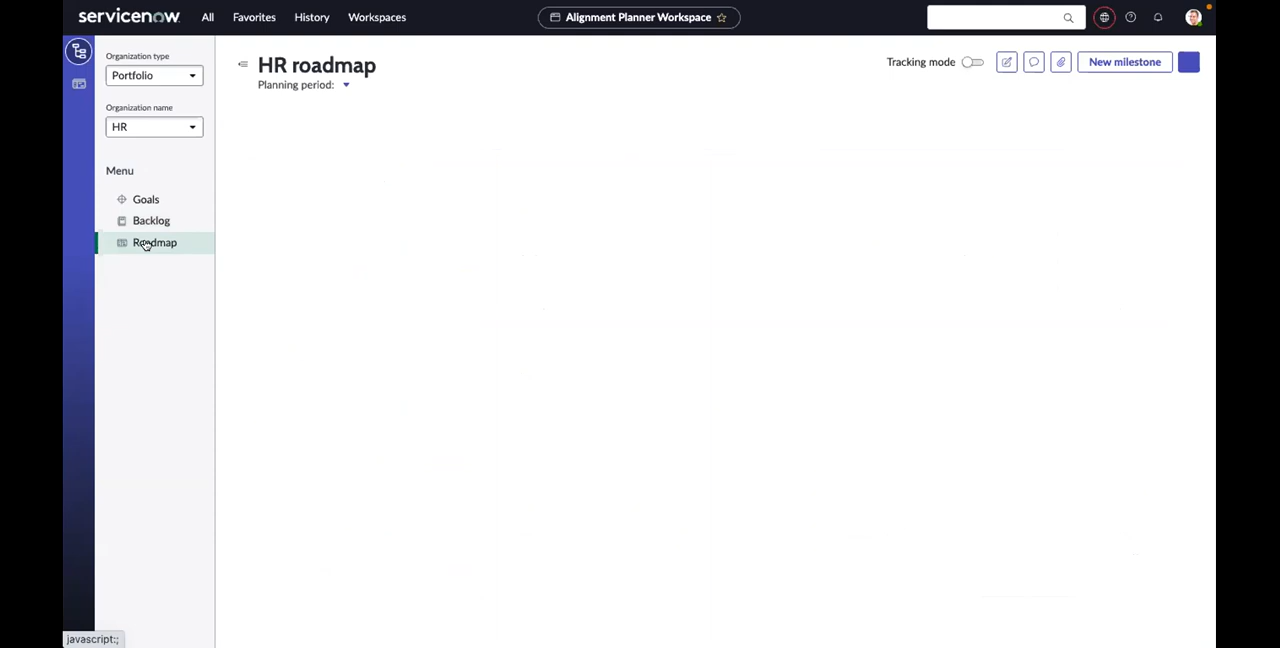 servicenow All Favorites History Workspaces Alignment Planner Workspace
Organization type
Portfolio
Organization name
HR
Menu
Goals
Backlog
Roadmap
HR roadmap
Planning period:
Tracking mode
New milestone
javascript:;